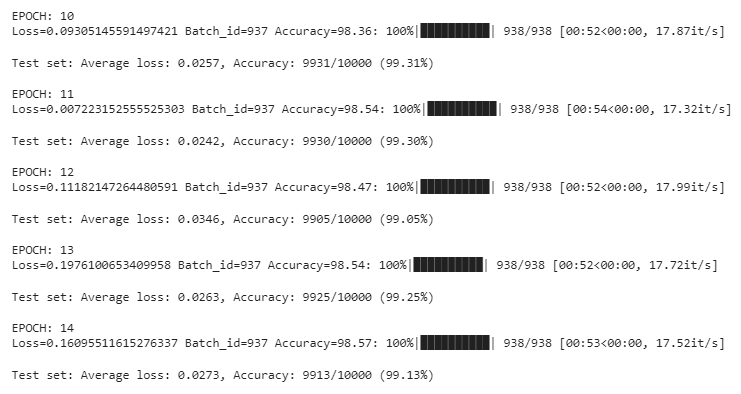 EPOCH: 10
Loss=0.09305145591497421 Batch_id=937 Accuracy=98.36: 100%|██████████| 938/938 [00:52<00:00, 17.87it/s]
Test set: Average loss: 0.0257, Accuracy: 9931/10000 (99.31%)
EPOCH: 11
Loss=0.007223152555525303 Batch_id=937 Accuracy=98.54: 100%|██████████| 938/938 [00:54<00:00, 17.32it/s]
Test set: Average loss: 0.0242, Accuracy: 9930/10000 (99.30%)
EPOCH: 12
Loss=0.11182147264480591 Batch_id=937 Accuracy=98.47: 100%|██████████| 938/938 [00:52<00:00, 17.99it/s]
Test set: Average loss: 0.0346, Accuracy: 9905/10000 (99.05%)
EPOCH: 13
Loss=0.1976100653409958 Batch_id=937 Accuracy=98.54: 100%|██████████| 938/938 [00:52<00:00, 17.72it/s]
Test set: Average loss: 0.0263, Accuracy: 9925/10000 (99.25%)
EPOCH: 14
Loss=0.16095511615276337 Batch_id=937 Accuracy=98.57: 100%|██████████| 938/938 [00:53<00:00, 17.52it/s]
Test set: Average loss: 0.0273, Accuracy: 9913/10000 (99.13%)